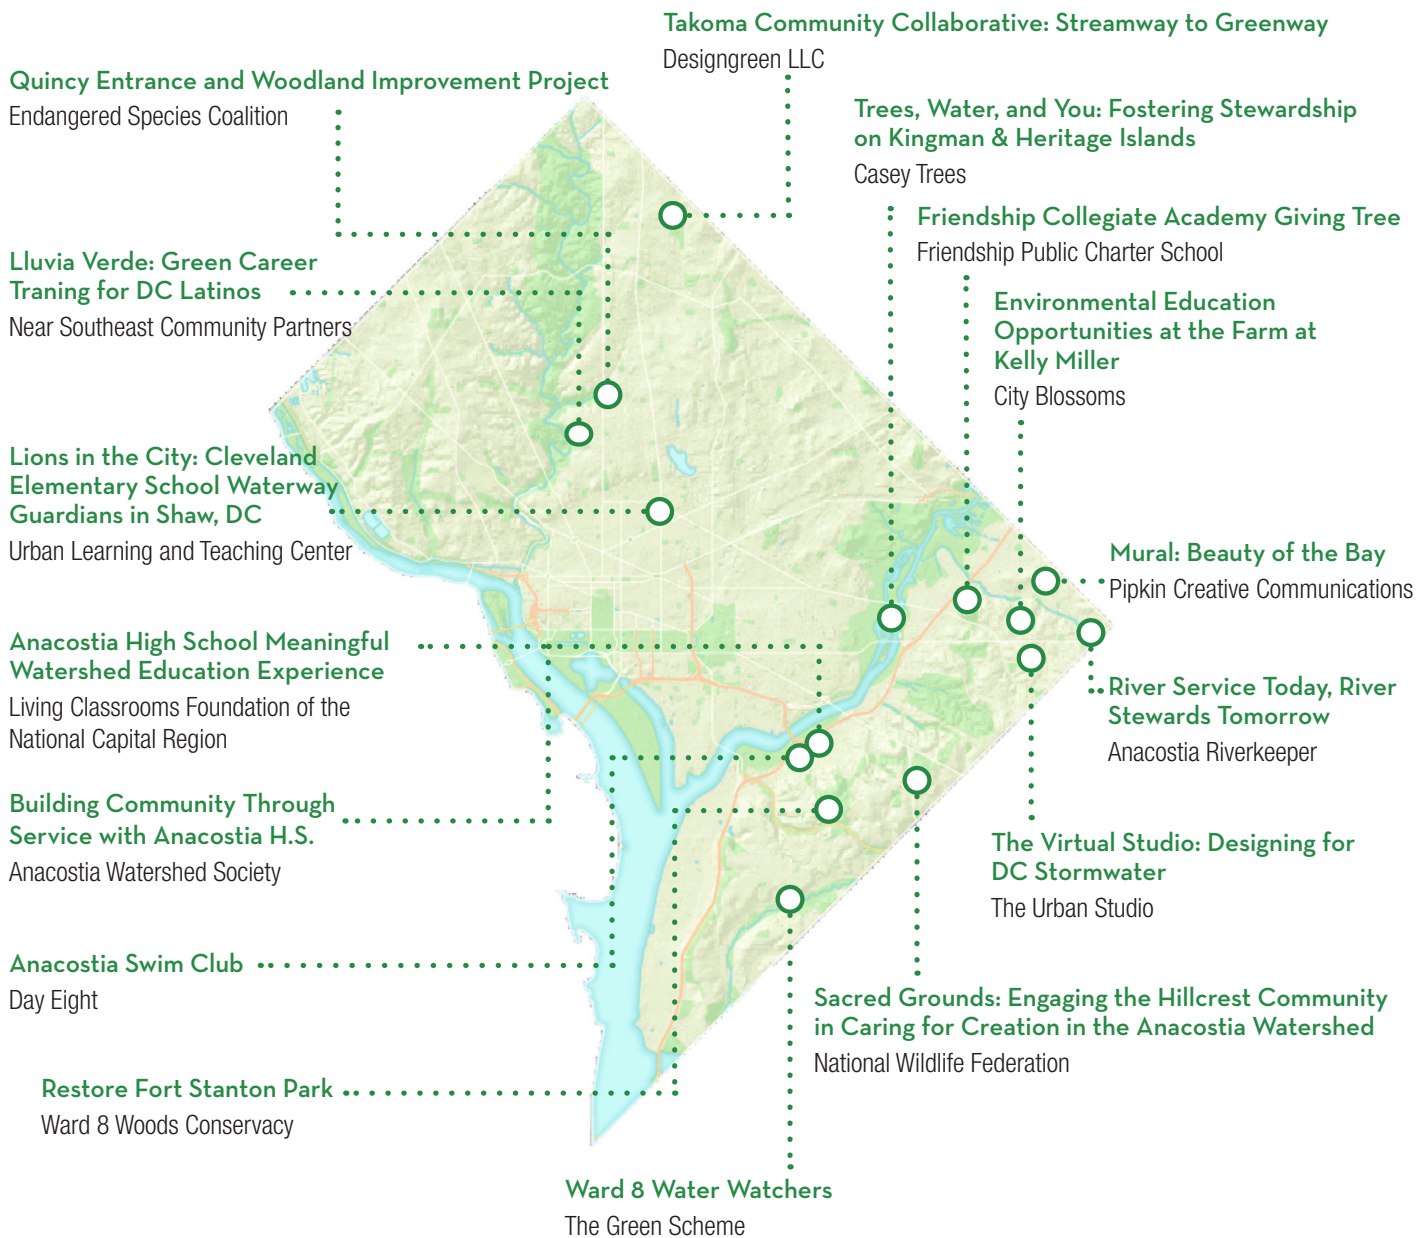 Takoma Community Collaborative: Streamway to Greenway
Designgreen LLC
Quincy Entrance and Woodland Improvement Project
Endangered Species Coalition
Trees, Water, and You: Fostering Stewardship
on Kingman & Heritage Islands
Casey Trees
Friendship Collegiate Academy Giving Tree
Friendship Public Charter School
Lluvia Verde: Green Career
Traning for DC Latinos
Near Southeast Community Partners
Environmental Education
Opportunities at the Farm at
Kelly Miller
City Blossoms
Lions in the City: Cleveland
Elementary School Waterway
Guardians in Shaw, DC
Urban Learning and Teaching Center
Mural: Beauty of the Bay
Pipkin Creative Communications
Anacostia High School Meaningful
Watershed Education Experience
Living Classrooms Foundation of the
National Capital Region
River Service Today, River
Stewards Tomorrow
Anacostia Riverkeeper
Building Community Through
Service with Anacostia H.S.
Anacostia Watershed Society
The Virtual Studio: Designing for
DC Stormwater
The Urban Studio
Anacostia Swim Club
Day Eight
Sacred Grounds: Engaging the Hillcrest Community
in Caring for Creation in the Anacostia Watershed
National Wildlife Federation
Restore Fort Stanton Park
Ward 8 Woods Conservacy
Ward 8 Water Watchers
The Green Scheme